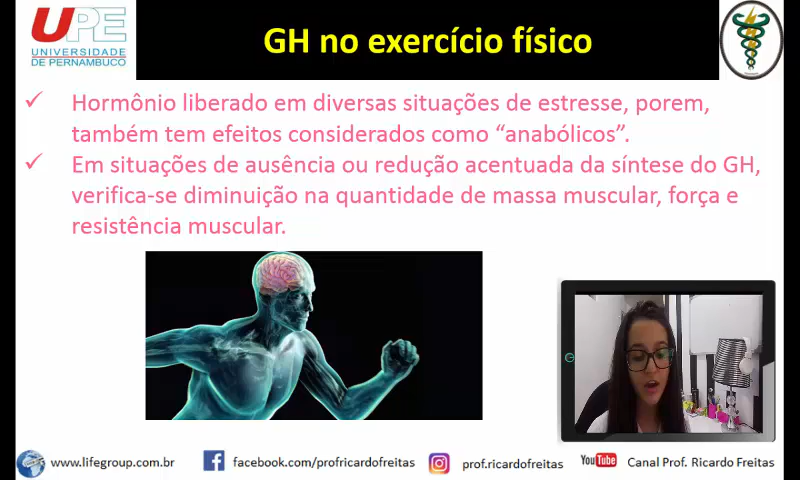 UPE
UNIVERSIDADE
DE PERNAMBUCO
GH no exercício físico
Hormônio liberado em diversas situações de estresse, porem,
também tem efeitos considerados como “anabólicos”.
Em situações de ausência ou redução acentuada da síntese do GH,
verifica-se diminuição na quantidade de massa muscular, força e
resistência muscular.
www.lifegroup.com.br
facebook.com/profricardofreitas
prof.ricardofreitas
YouTube
Canal Prof. Ricardo Freitas